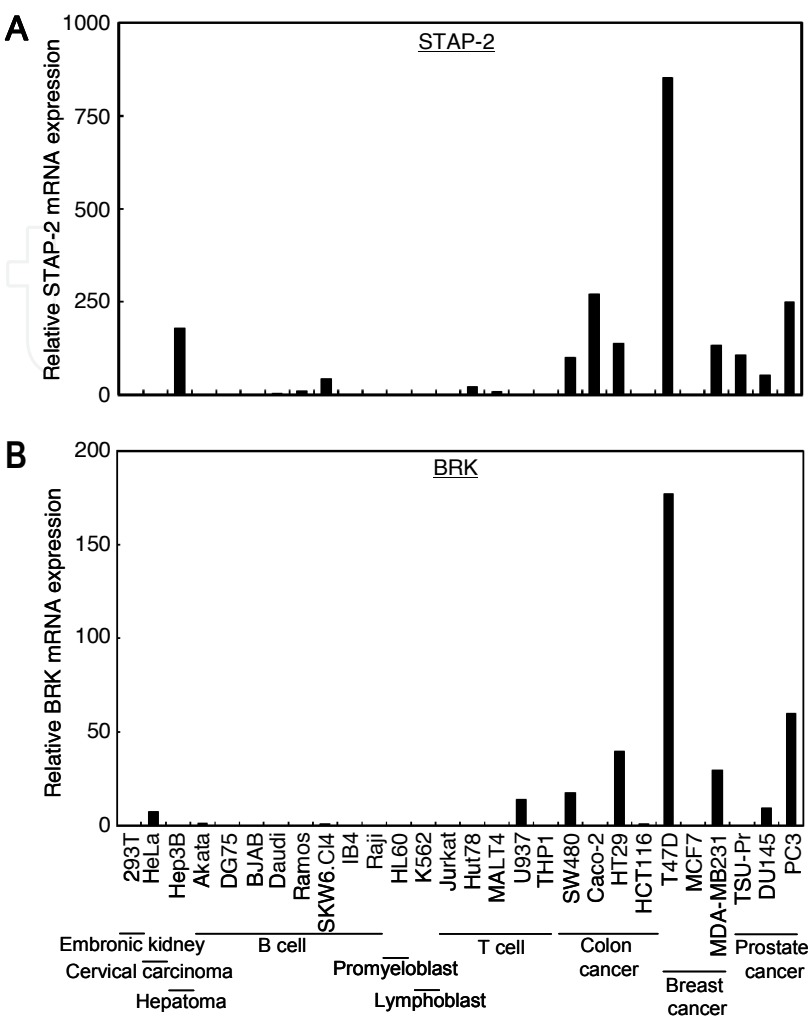 A
STAP-2
Relative STAP-2 mRNA expression
1000
750
500
250
0
B
BRK
Relative BRK mRNA expression
200
150
100
50
0
293T
HeLa
Hep3B
Akata
DG75
BJAB
Daudi
Ramos
SKW6.Cl4
IB4
Raji
HL60
K562
Jurkat
Hut78
MALT4
U937
THP1
SW480
Caco-2
HT29
HCT116
T47D
MCF7
MDA-MB231
TSU-Pr
DU145
PC3
Embronic kidney
Cervical carcinoma
Hepatoma
B cell
Promyeloblast
Lymphoblast
T cell
Colon
cancer
Breast
cancer
Prostate
cancer